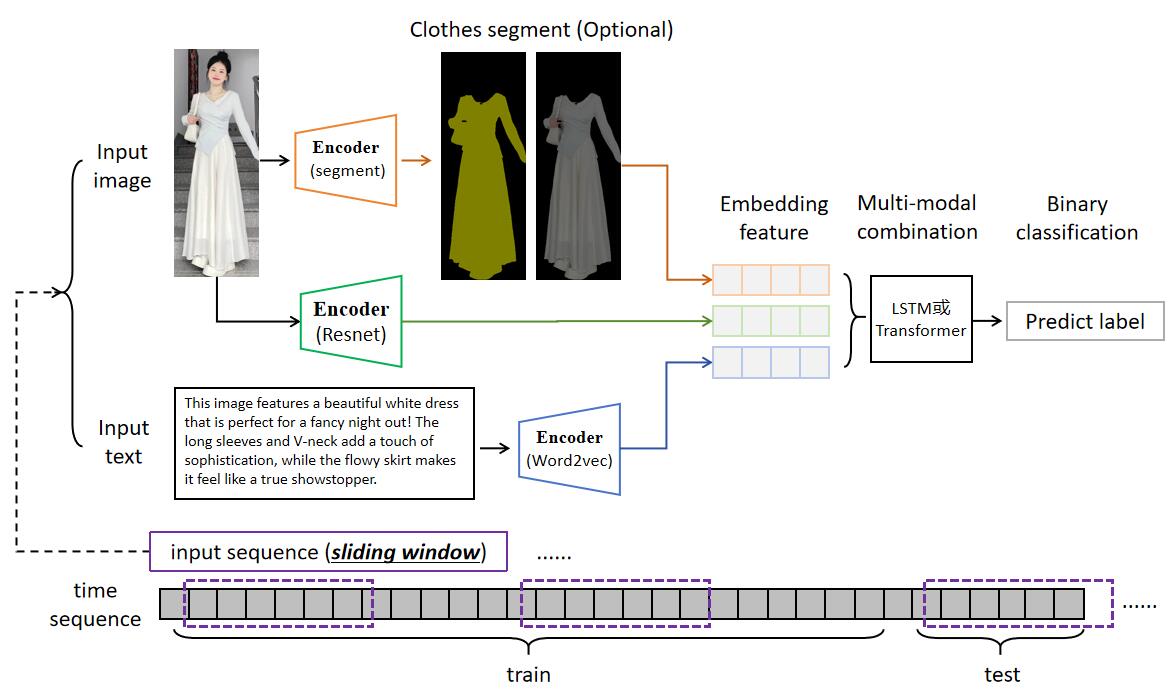 Clothes segment (Optional)
Input
image
Encoder
(segment)
Embedding
feature
Multi-modal
combination
Binary
classification
Encoder
(Resnet)
LSTM或
Transformer
Predict label
Input
text
This image features a beautiful white dress
that is perfect for a fancy night out! The
long sleeves and V-neck add a touch of
sophistication, while the flowy skirt makes
it feel like a true showstopper.
Encoder
(Word2vec)
input sequence (sliding window)
......
time
sequence
......
train
test